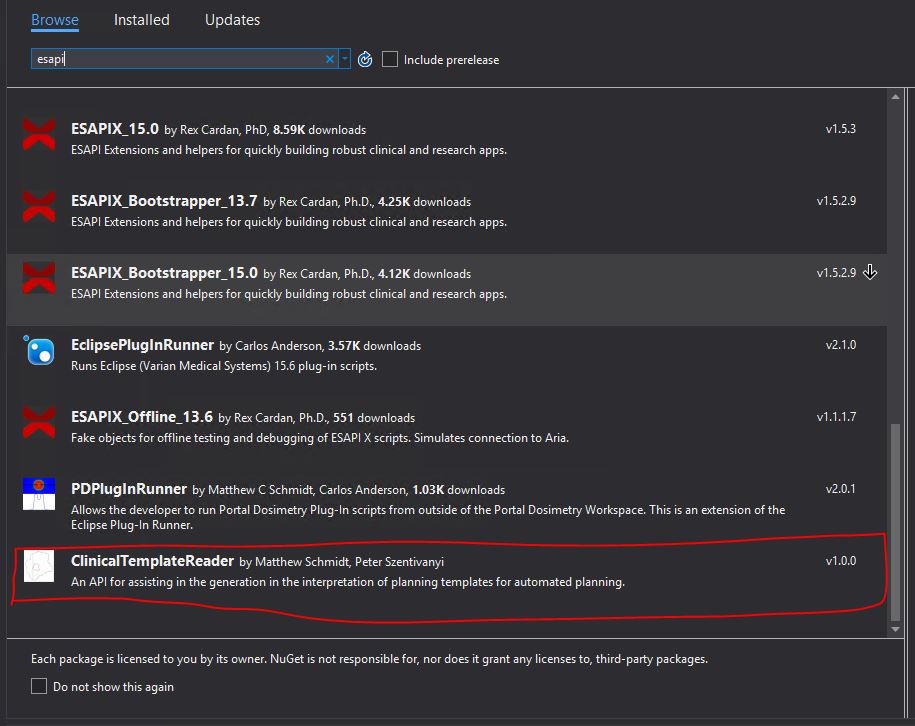 Browse Installed Updates
esapi Include prerelease
ESAPIX_15.0 by Rex Cardan, PhD, 8.59K downloads v1.5.3
ESAPI Extensions and helpers for quickly building robust clinical and research apps.
ESAPIX_Bootstrapper_13.7 by Rex Cardan, Ph.D., 4.25K downloads v1.5.2.9
ESAPI Extensions and helpers for quickly building robust clinical and research apps.
ESAPIX_Bootstrapper_15.0 by Rex Cardan, Ph.D., 4.12K downloads v1.5.2.9
ESAPI Extensions and helpers for quickly building robust clinical and research apps.
EclipsePlugInRunner by Carlos Anderson, 3.57K downloads v2.1.0
Runs Eclipse (Varian Medical Systems) 15.6 plug-in scripts.
ESAPIX_Offline_13.6 by Rex Cardan, Ph.D., 551 downloads v1.1.1.7
Fake objects for offline testing and debugging of ESAPI X scripts. Simulates connection to Aria.
PDPlugInRunner by Matthew C Schmidt, Carlos Anderson, 1.03K downloads v2.0.1
Allows the developer to run Portal Dosimetry Plug-In scripts from outside of the Portal Dosimetry Workspace. This is an extension of the
Eclipse Plug-In Runner.
ClinicalTemplateReader by Matthew Schmidt, Peter Szentivanyi v1.0.0
An API for assisting in the generation in the interpretation of planning templates for automated planning.
Each package is licensed to you by its owner. NuGet is not responsible for, nor does it grant any licenses to, third-party packages.
Do not show this again